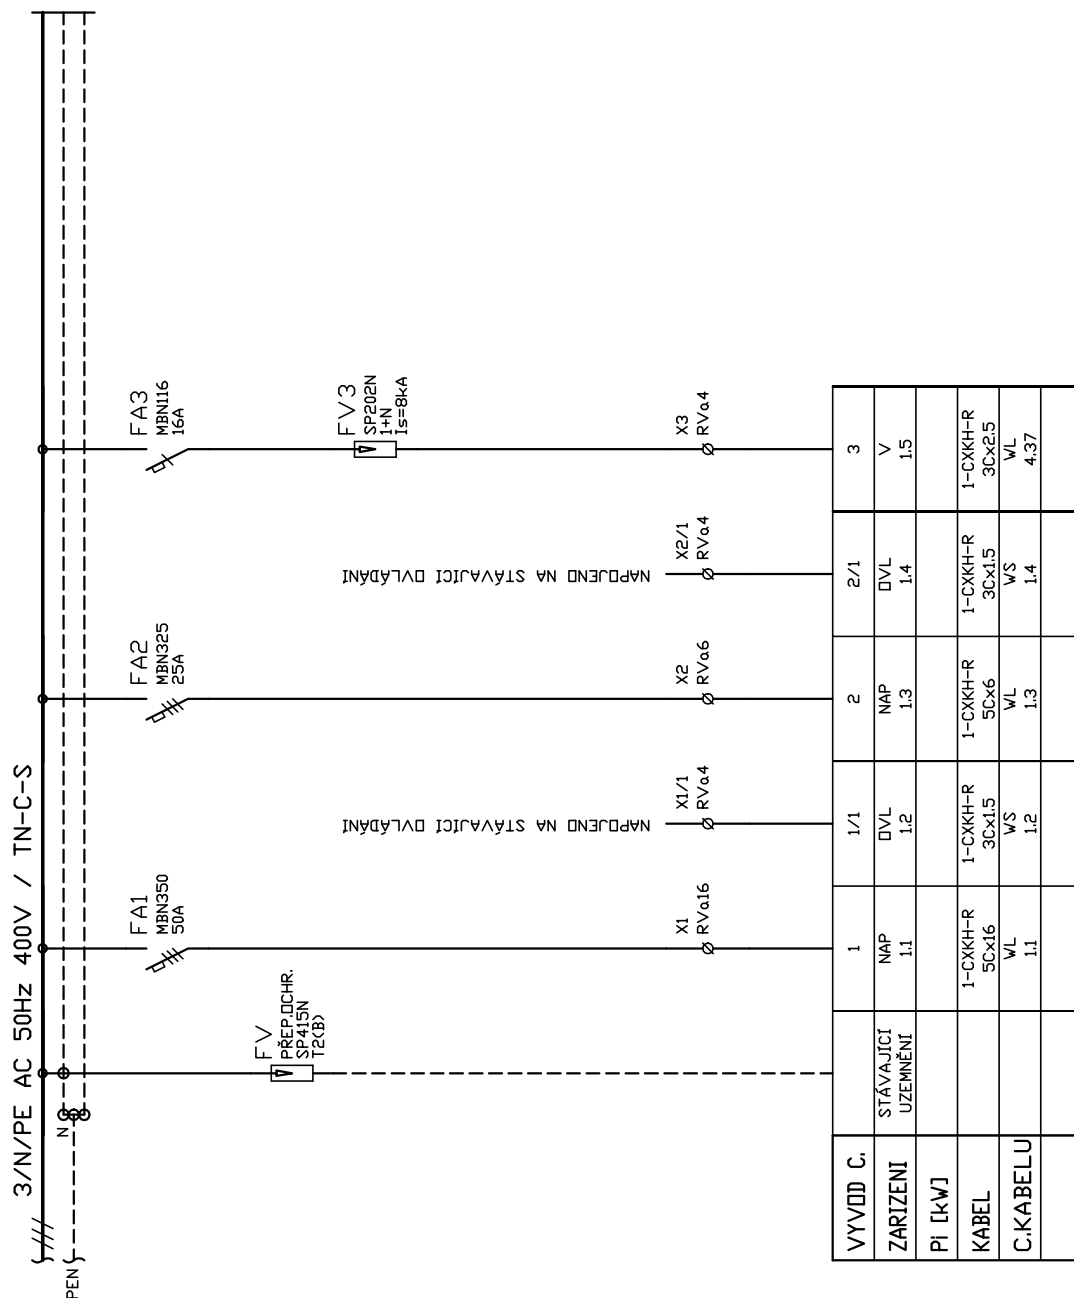 3/N/PE AC 50Hz 400V / TN-C-S
PEN
N
FV
PŘEP.OCHR.
SP415N
T2(B)
FA1
MBN350
50A
FA2
MBN325
25A
FA3
MBN116
16A
FV3
SP202N
1+N
Is=8kA
NAPOJENO NA STÁVAJÍCÍ OVLÁDÁNÍ
NAPOJENO NA STÁVAJÍCÍ OVLÁDÁNÍ
X1
RVa16
X1/1
RVa4
X2
RVa6
X2/1
RVa4
X3
RVa4
VYVOD C. 1 1/1 2 2/1 3
ZARIZENI STÁVAJÍCÍ NAP OVL NAP OVL V
UZEMNĚNÍ 1.1 1.2 1.3 1.4 1.5
Pi [kW]
KABEL 1-CXKH-R 1-CXKH-R 1-CXKH-R 1-CXKH-R 1-CXKH-R
5Cx16 3Cx1.5 5Cx6 3Cx1.5 3Cx2.5
C.KABELU WL WS WL WS WL
1.1 1.2 1.3 1.4 4.37